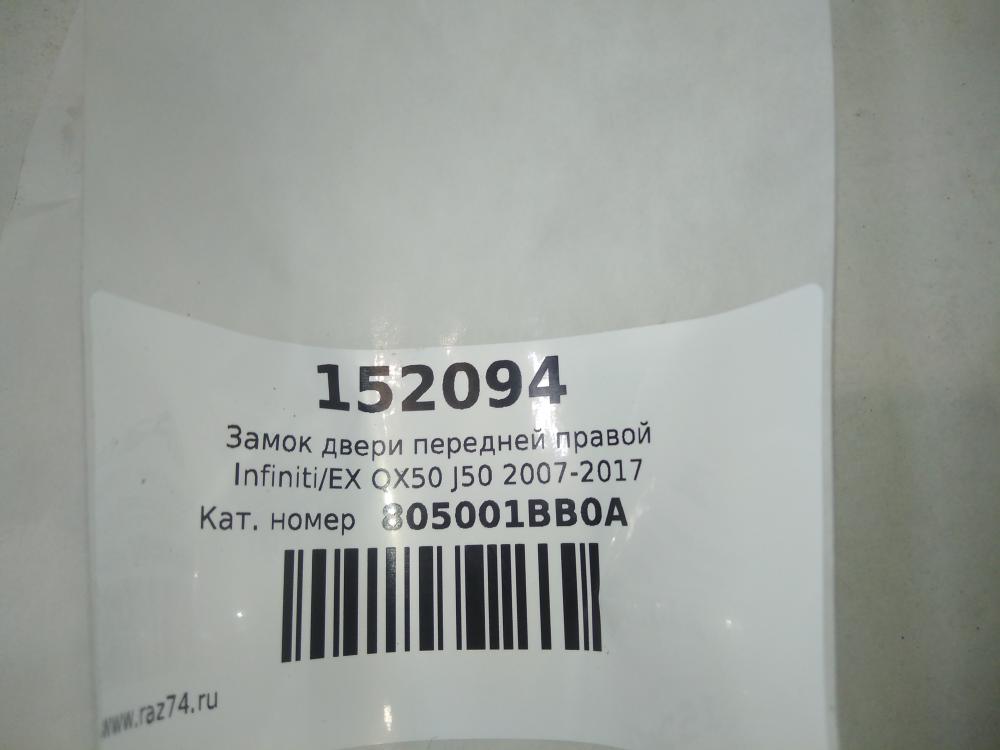 152094
Замок двери передней правой
Infiniti/EX QX50 J50 2007-2017
Кат. номер 805001BB0A
www.raz74.ru